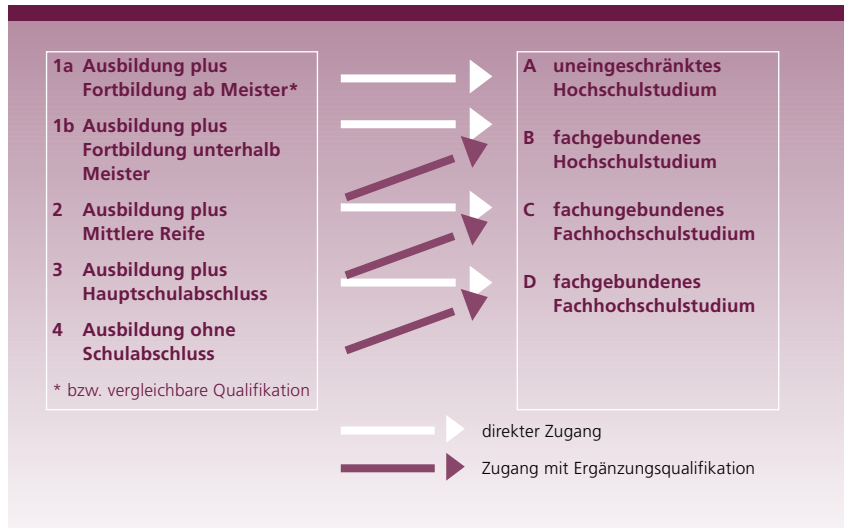 1a Ausbildung plus
Fortbildung ab Meister*
1b Ausbildung plus
Fortbildung unterhalb
Meister
2 Ausbildung plus
Mittlere Reife
3 Ausbildung plus
Hauptschulabschluss
4 Ausbildung ohne
Schulabschluss
* bzw. vergleichbare Qualifikation
A uneingeschränktes
Hochschulstudium
B fachgebundenes
Hochschulstudium
C fachungebundenes
Fachhochschulstudium
D fachgebundenes
Fachhochschulstudium
direkter Zugang
Zugang mit Ergänzungsqualifikation